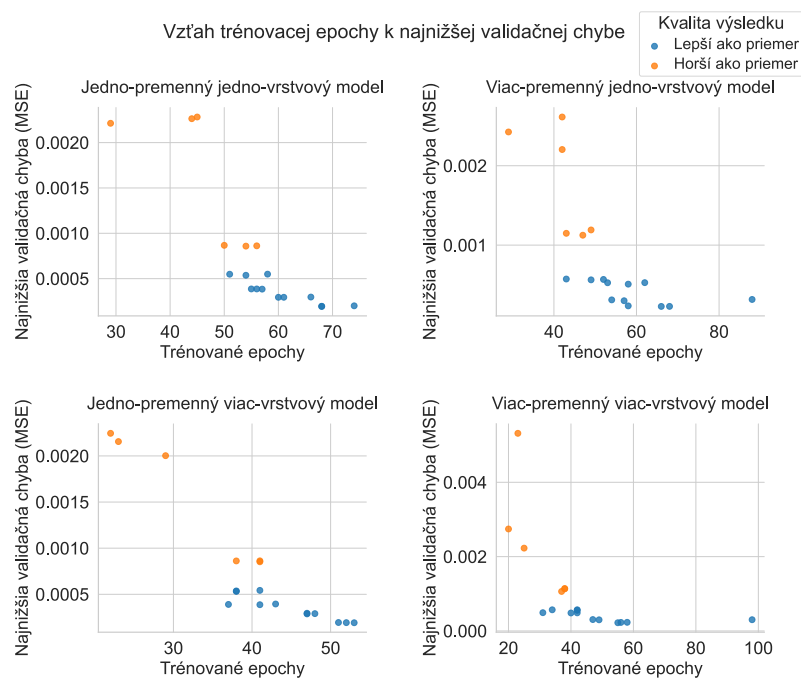 Vzťah trénovacej epochy k najnižšej validačnej chybe
Kvalita výsledku
Lepší ako priemer
Horší ako priemer
Jedno-premenný jedno-vrstvový model
Najnižšia validačná chyba (MSE)
0.0020
0.0015
0.0010
0.0005
30 40 50 60 70
Trénované epochy
Viac-premenný jedno-vrstvový model
Najnižšia validačná chyba (MSE)
0.002
0.001
40 60 80
Trénované epochy
Jedno-premenný viac-vrstvový model
Najnižšia validačná chyba (MSE)
0.0020
0.0015
0.0010
0.0005
30 40 50
Trénované epochy
Viac-premenný viac-vrstvový model
Najnižšia validačná chyba (MSE)
0.004
0.002
0.000
20 40 60 80 100
Trénované epochy